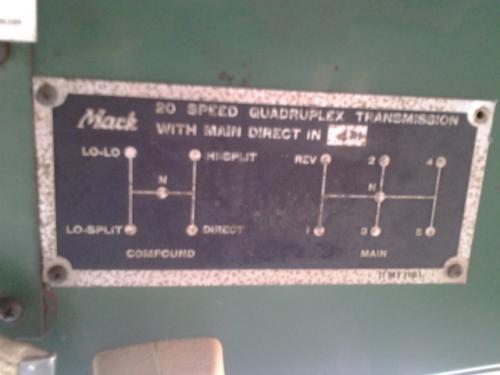 Mack
20 SPEED QUADRUPLEX TRANSMISSION
WITH MAIN DIRECT IN
LO-LO HI-SPLIT REV 2 4
N N
LO-SPLIT DIRECT 1 3 5
COMPOUND MAIN